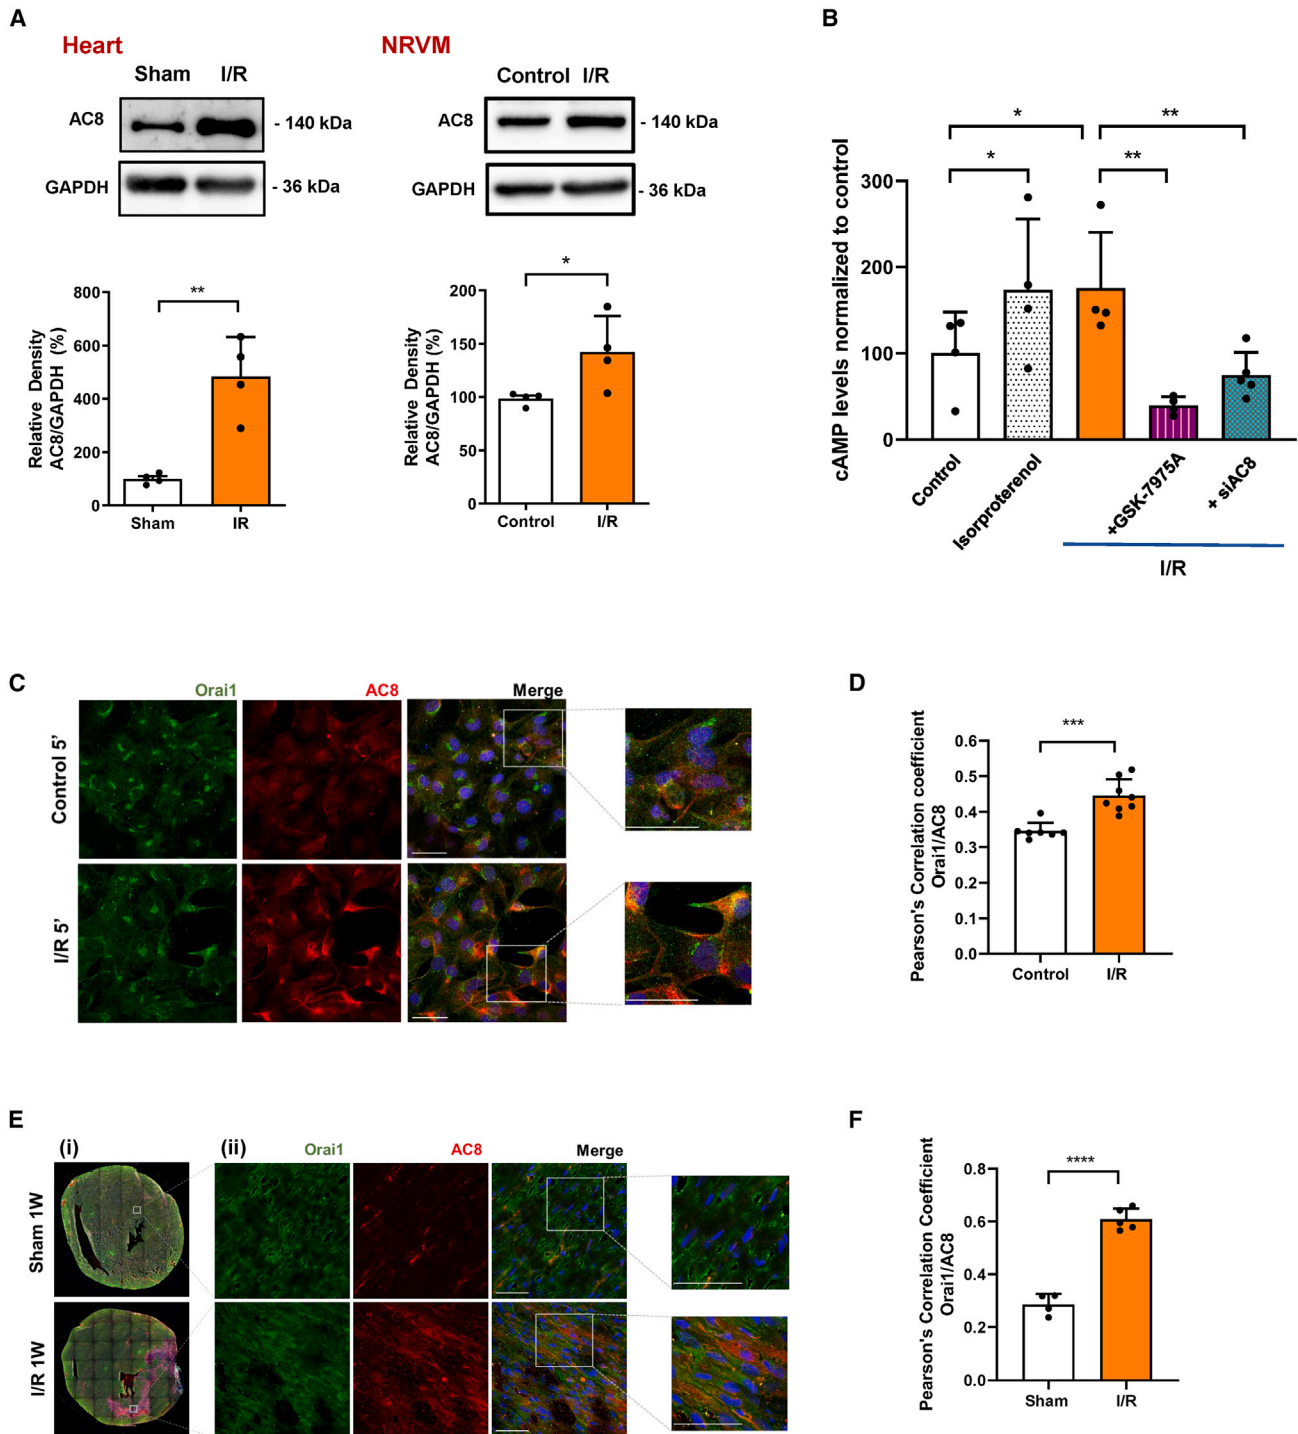 A
Heart
NRVM
Sham I/R
Control I/R
AC8
- 140 kDa
AC8
- 140 kDa
GAPDH
- 36 kDa
GAPDH
- 36 kDa
**
Relative Density
AC8/GAPDH (%)
800
600
400
200
0
Sham
IR
*
Relative Density
AC8/GAPDH (%)
200
150
100
50
0
Control
I/R
B
*
**
*
**
cAMP levels normalized to control
300
200
100
0
Control
Isorproterenol
+GSK-7975A
+ siAC8
I/R
C
Orai1
AC8
Merge
Control 5'
I/R 5'
D
***
Pearson's Correlation coefficient
Orai1/AC8
0.6
0.5
0.4
0.3
0.2
0.1
0.0
Control
I/R
E
(i)
(ii)
Orai1
AC8
Merge
Sham 1W
I/R 1W
F
****
Pearson's Correlation Coefficient
Orai1/AC8
0.8
0.6
0.4
0.2
0.0
Sham
I/R